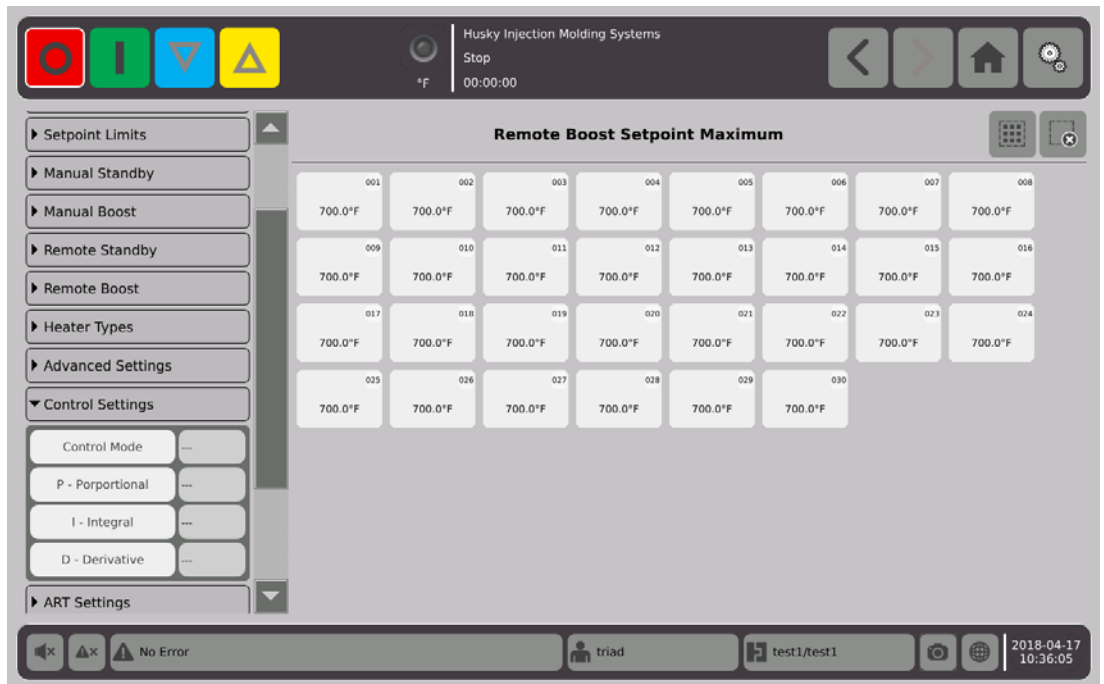 Husky Injection Molding Systems
Stop
°F 00:00:00
Setpoint Limits
Manual Standby
Manual Boost
Remote Standby
Remote Boost
Heater Types
Advanced Settings
Control Settings
Control Mode ---
P - Porportional ---
I - Integral ---
D - Derivative ---
ART Settings
Remote Boost Setpoint Maximum
001 002 003 004 005 006 007 008
700.0°F 700.0°F 700.0°F 700.0°F 700.0°F 700.0°F 700.0°F 700.0°F
009 010 011 012 013 014 015 016
700.0°F 700.0°F 700.0°F 700.0°F 700.0°F 700.0°F 700.0°F 700.0°F
017 018 019 020 021 022 023 024
700.0°F 700.0°F 700.0°F 700.0°F 700.0°F 700.0°F 700.0°F 700.0°F
025 026 027 028 029 030
700.0°F 700.0°F 700.0°F 700.0°F 700.0°F 700.0°F
No Error triad test1/test1 2018-04-17
10:36:05